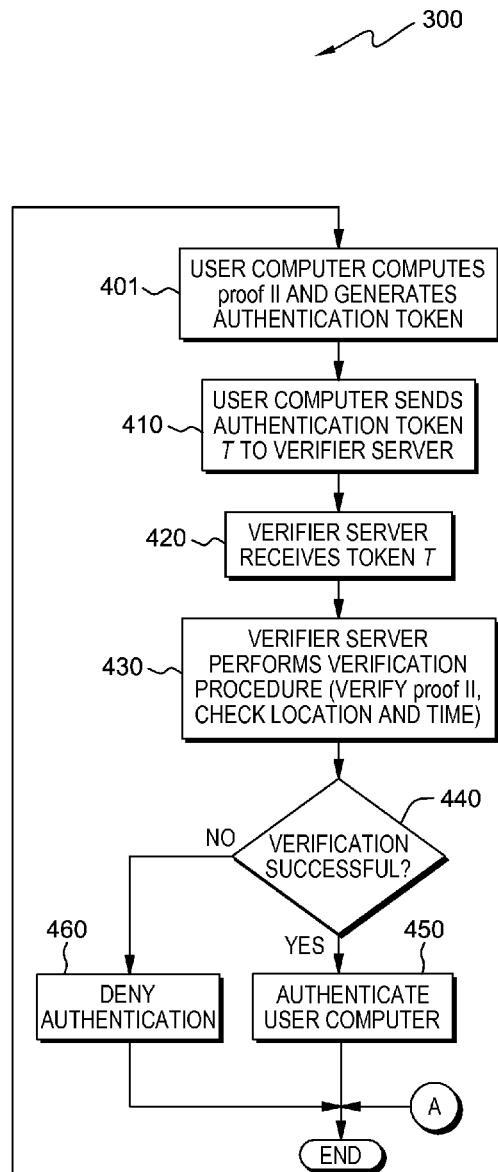 300
401
USER COMPUTER COMPUTES
proof II AND GENERATES
AUTHENTICATION TOKEN
410
USER COMPUTER SENDS
AUTHENTICATION TOKEN
T TO VERIFIER SERVER
420
VERIFIER SERVER
RECEIVES TOKEN T
430
VERIFIER SERVER
PERFORMS VERIFICATION
PROCEDURE (VERIFY proof II,
CHECK LOCATION AND TIME)
440
VERIFICATION
SUCCESSFUL?
NO
YES
460
DENY
AUTHENTICATION
450
AUTHENTICATE
USER COMPUTER
A
END